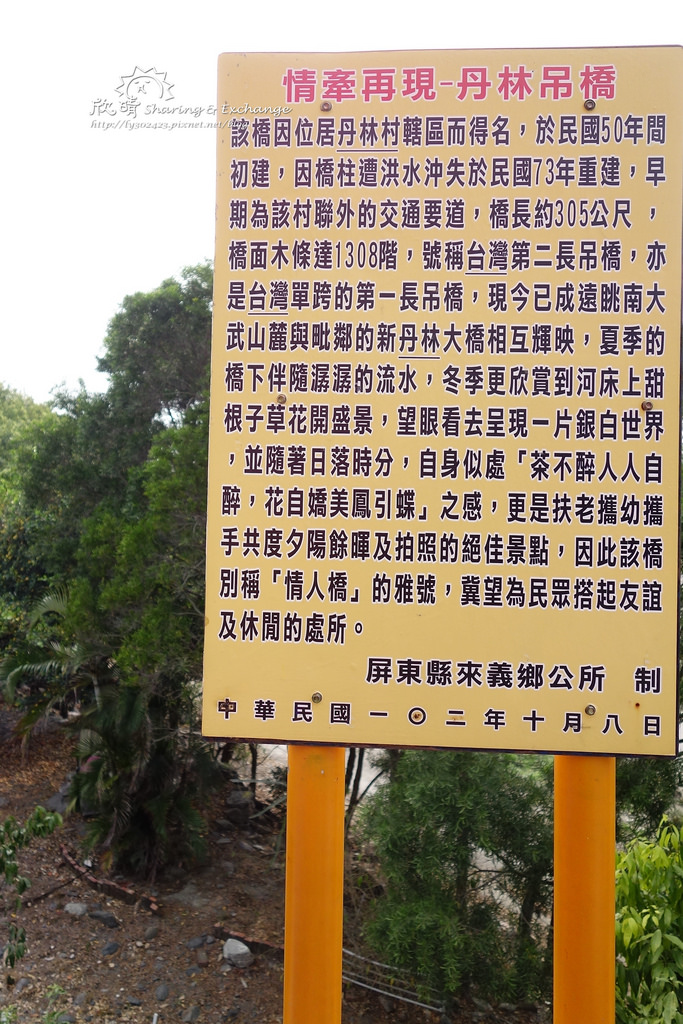 情牽再現-丹林吊橋
欣晴 Sharing & Exchange
http://fy302423.pixnet.net/blog
該橋因位居丹林村轄區而得名，於民國50年間
初建，因橋柱遭洪水沖失於民國73年重建，早
期為該村聯外的交通要道，橋長約305公尺，
橋面木條達1308階，號稱台灣第二長吊橋，亦
是台灣單跨的第一長吊橋，現今已成遠眺南大
武山麓與毗鄰的新丹林大橋相互輝映，夏季的
橋下伴隨潺潺的流水，冬季更欣賞到河床上甜
根子草花開盛景，望眼看去呈現一片銀白世界
，並隨著日落時分，自身似處「茶不醉人人自
醉，花自嬌美鳳引蝶」之感，更是扶老攜幼攜
手共度夕陽餘暉及拍照的絕佳景點，因此該橋
別稱「情人橋」的雅號，冀望為民眾搭起友誼
及休閒的處所。
屏東縣來義鄉公所 制
中華民國一〇二年十月八日